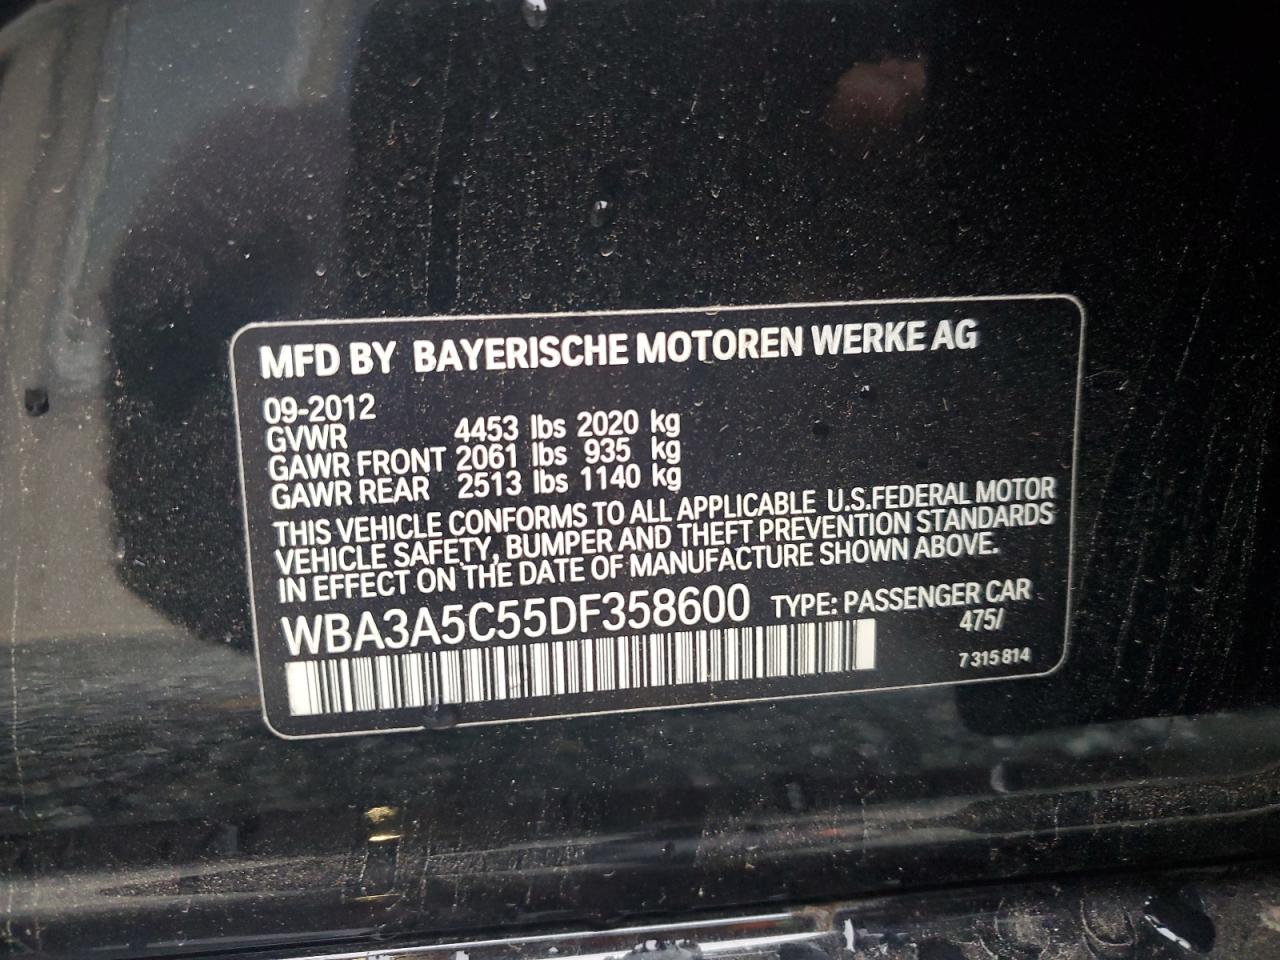 MFD BY BAYERISCHE MOTOREN WERKE AG
09-2012
GVWR 4453 lbs 2020 kg
GAWR FRONT 2061 lbs 935 kg
GAWR REAR 2513 lbs 1140 kg
THIS VEHICLE CONFORMS TO ALL APPLICABLE U.S.FEDERAL MOTOR
VEHICLE SAFETY, BUMPER AND THEFT PREVENTION STANDARDS
IN EFFECT ON THE DATE OF MANUFACTURE SHOWN ABOVE.
WBA3A5C55DF358600 TYPE: PASSENGER CAR
475/
7 315 814